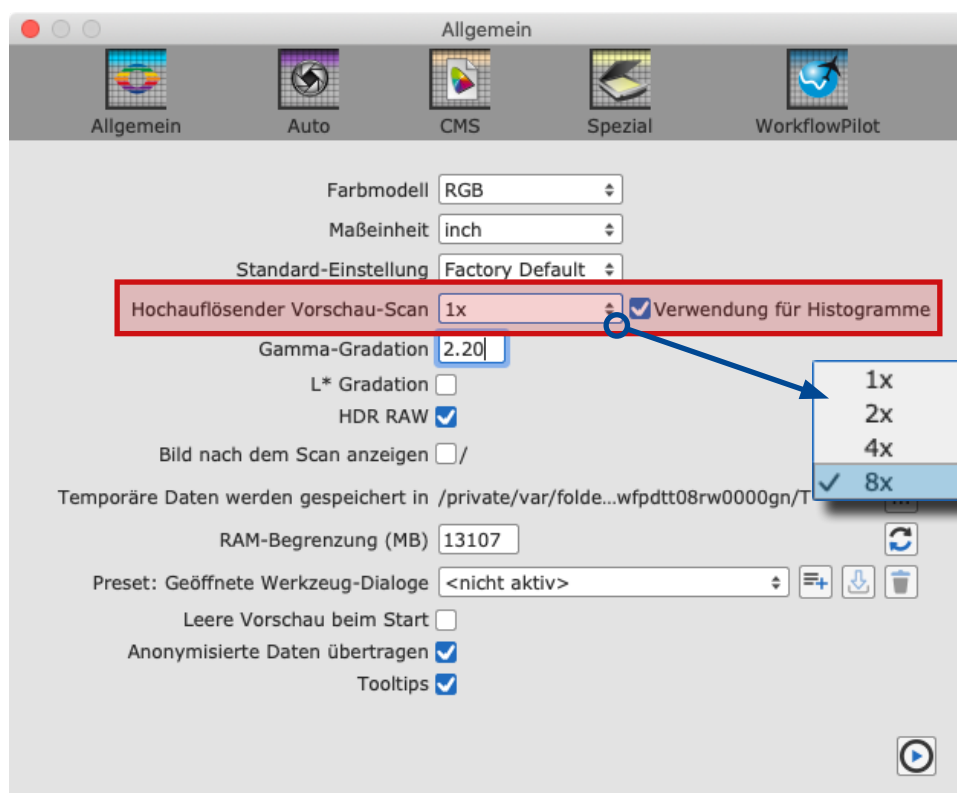 Allgemein
Allgemein Auto CMS Spezial WorkflowPilot
Farbmodell RGB
Maßeinheit inch
Standard-Einstellung Factory Default
Hochauflösender Vorschau-Scan 1x Verwendung für Histogramme
Gamma-Gradation 2.20
L* Gradation
1x
HDR RAW
2x
Bild nach dem Scan anzeigen /
4x
8x
Temporäre Daten werden gespeichert in /private/var/folde...wfpdtt08rw0000gn/T
RAM-Begrenzung (MB) 13107
Preset: Geöffnete Werkzeug-Dialoge <nicht aktiv>
Leere Vorschau beim Start
Anonymisierte Daten übertragen
Tooltips